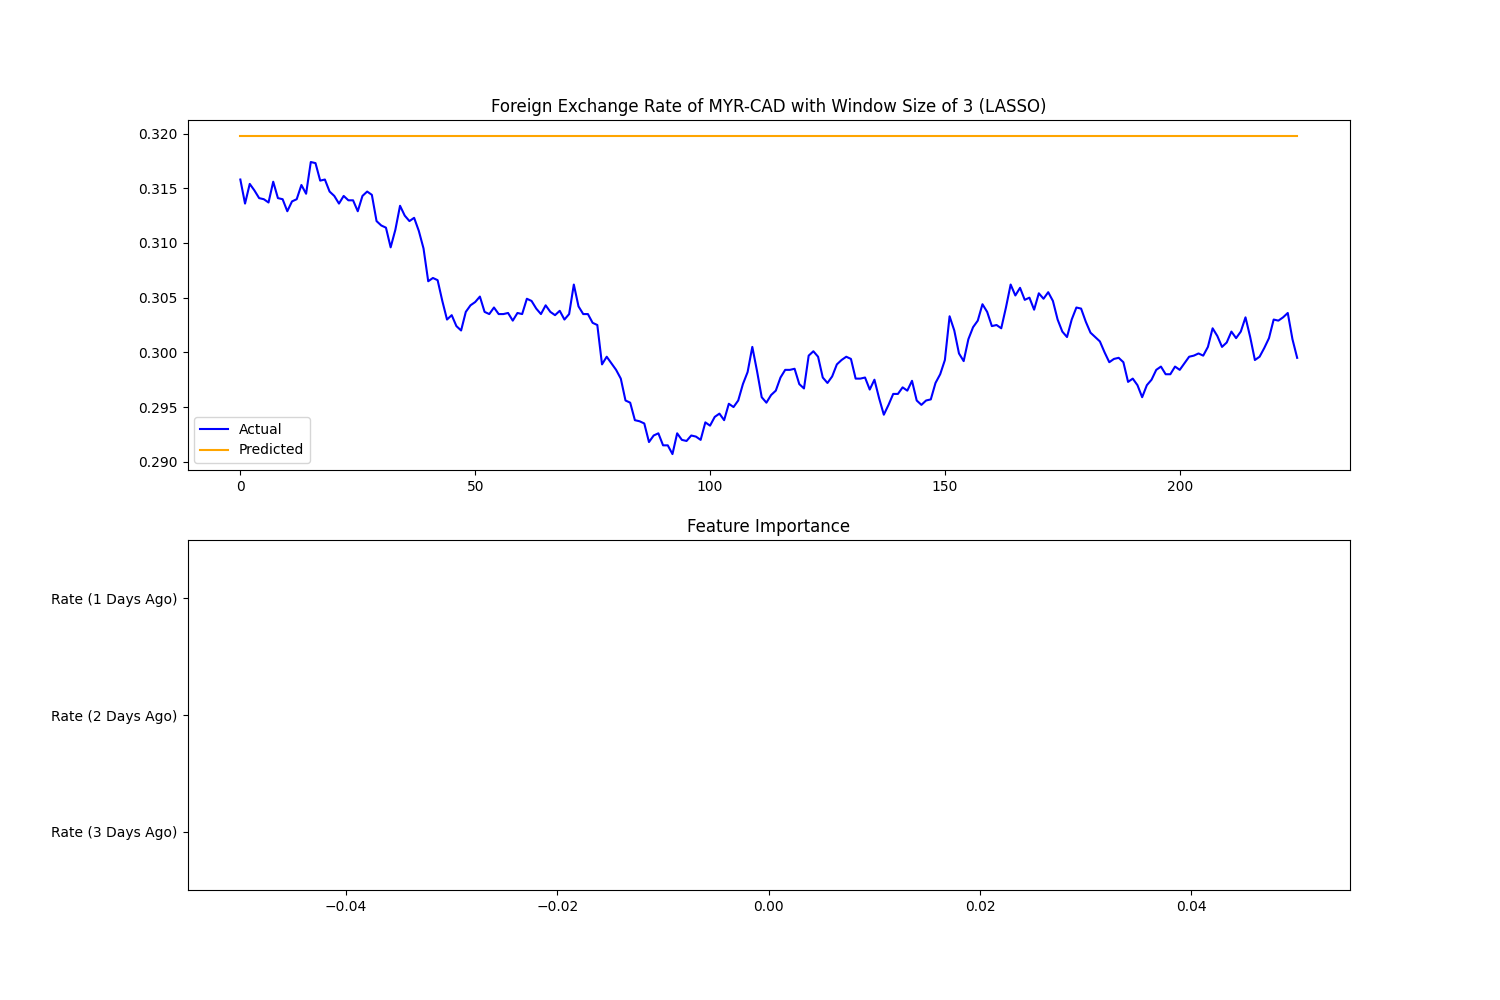 Foreign Exchange Rate of MYR-CAD with Window Size of 3 (LASSO)
0.320
0.315
0.310
0.305
0.300
0.295
0.290
Actual
Predicted
0 50 100 150 200
Feature Importance
Rate (1 Days Ago)
Rate (2 Days Ago)
Rate (3 Days Ago)
−0.04 −0.02 0.00 0.02 0.04